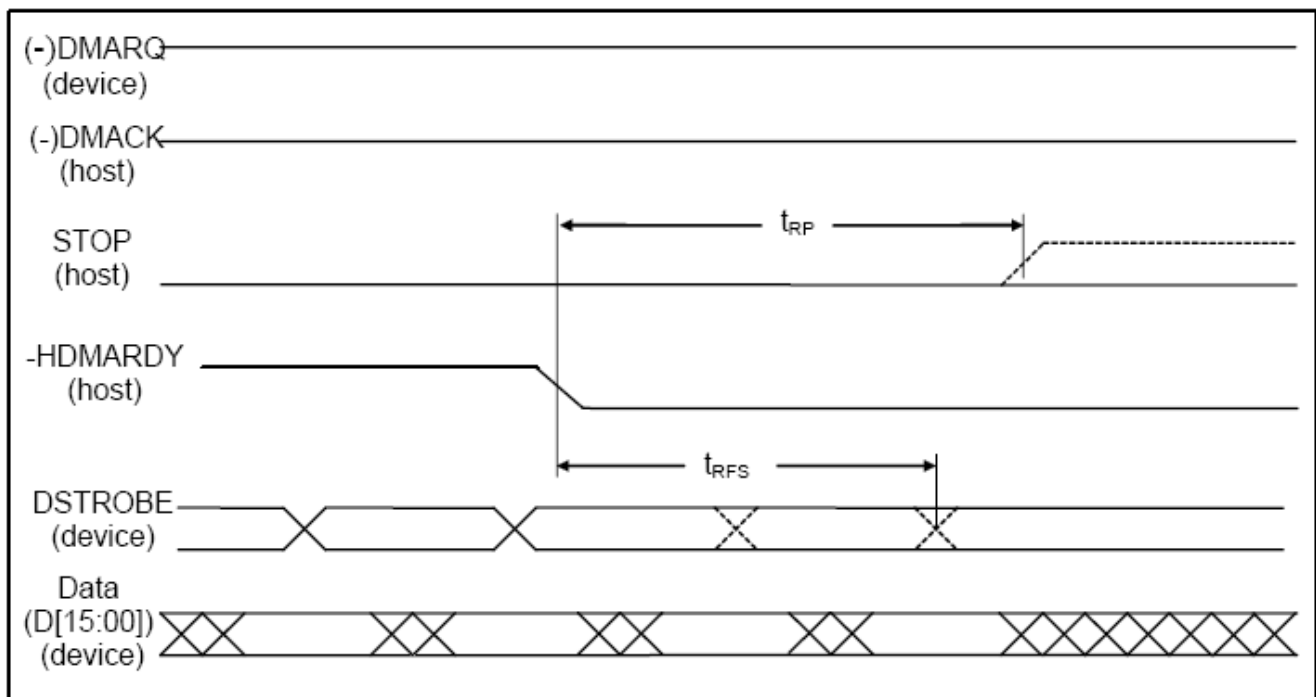 (-)DMARQ
(device)
(-)DMACK
(host)
tRP
STOP
(host)
-HDMARDY
(host)
tRFS
DSTROBE
(device)
Data
(D[15:00])
(device)